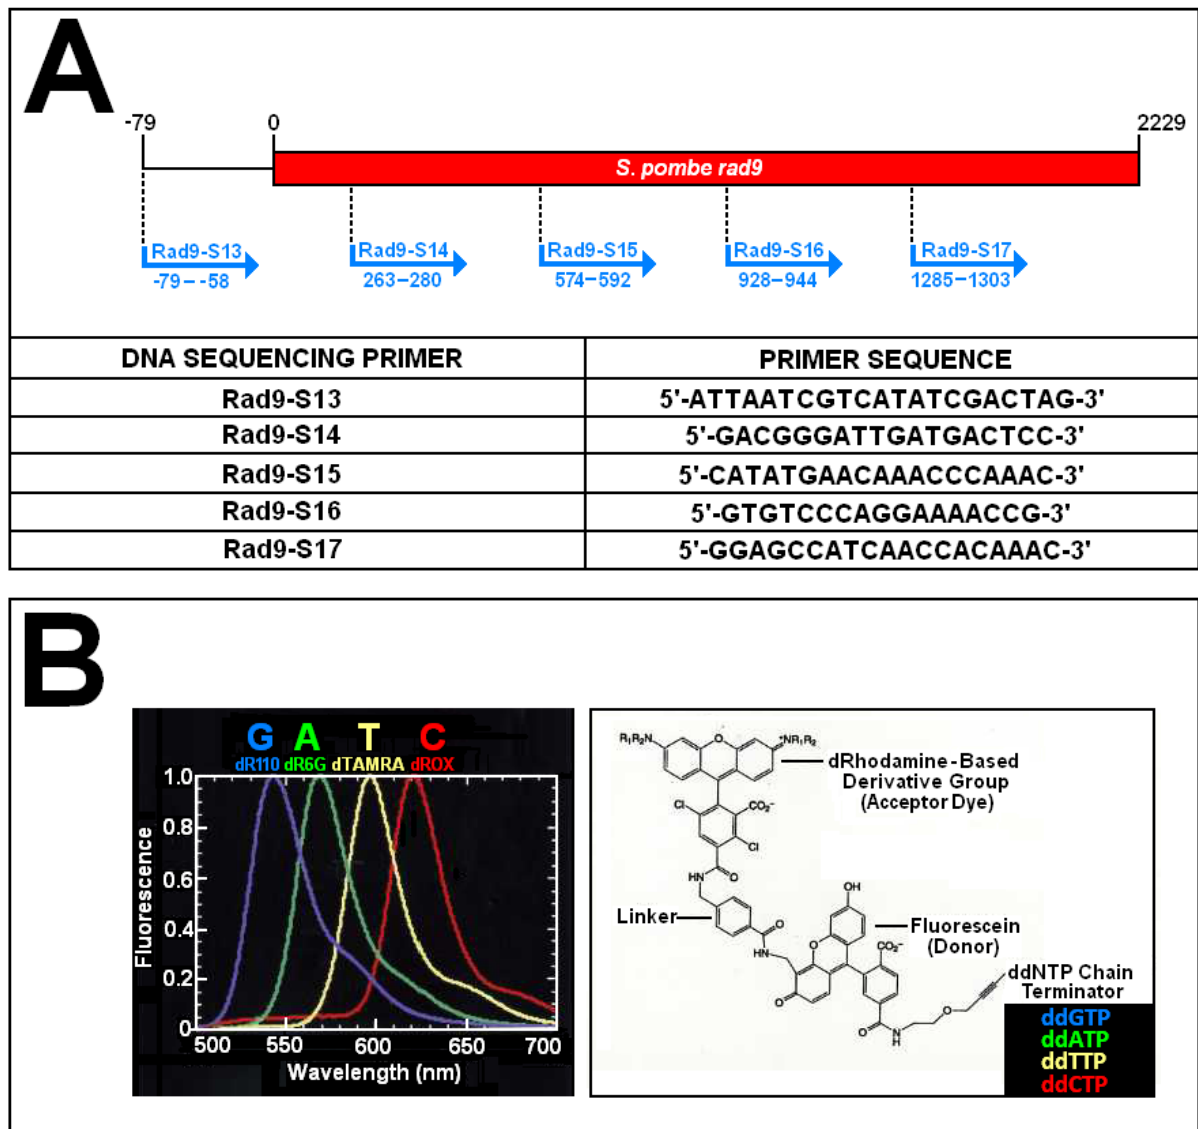 A
-79 0 2229
S. pombe rad9
Rad9-S13 Rad9-S14 Rad9-S15 Rad9-S16 Rad9-S17
-79–-58 263–280 574–592 928–944 1285–1303
DNA SEQUENCING PRIMER PRIMER SEQUENCE
Rad9-S13 5'-ATTAATCGTCATATCGACTAG-3'
Rad9-S14 5'-GACGGGATTGATGACTCC-3'
Rad9-S15 5'-CATATGAACAAACCCAAAC-3'
Rad9-S16 5'-GTGTCCCAGGAAAACCG-3'
Rad9-S17 5'-GGAGCCATCAACCACAAAC-3'
B
G A T C
dR110 dR6G dTAMRA dROX
1.0
0.8
0.6
0.4
0.2
0
Fluorescence
500 550 600 650 700
Wavelength (nm)
R₁R₂N O ⁺NR₁R₂
dRhodamine-Based
Derivative Group
(Acceptor Dye)
Cl CO₂⁻
Cl
HN O
OH
Linker
O
Fluorescein
(Donor)
HN O CO₂⁻
O
ddNTP Chain
Terminator
O
O N
H
ddGTP
ddATP
ddTTP
ddCTP